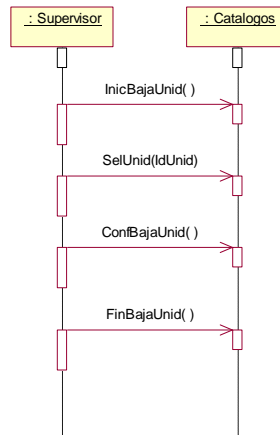 : Supervisor
: Catalogos
InicBajaUnid( )
SelUnid(IdUnid)
ConfBajaUnid( )
FinBajaUnid( )